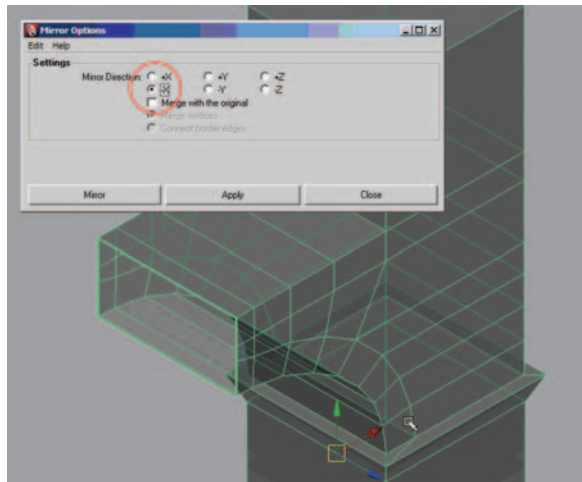 Mirror Options
Edit Help
Settings
Mirror Direction: +X +Y +Z
-X -Y -Z
Merge with the original
Merge vertices
Connect border edges
Mirror Apply Close